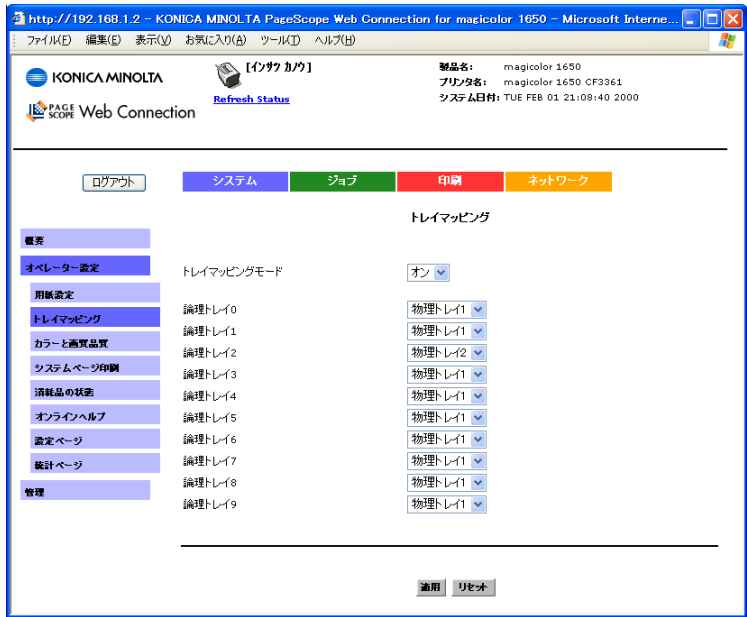 http://192.168.1.2 - KONICA MINOLTA PageScope Web Connection for magicolor 1650 - Microsoft Interne...
ファイル(F) 編集(E) 表示(V) お気に入り(A) ツール(T) ヘルプ(H)
KONICA MINOLTA
PAGE SCOPE Web Connection
[インサツ カノウ]
Refresh Status
製品名: magicolor 1650
プリンタ名: magicolor 1650 CF3361
システム日付: TUE FEB 01 21:08:40 2000
ログアウト
システム ジョブ 印刷 ネットワーク
トレイマッピング
概要
オペレーター設定
用紙設定
トレイマッピング
カラーと画質品質
システムページ印刷
消耗品の状態
オンラインヘルプ
設定ページ
統計ページ
管理
トレイマッピングモード オン
論理トレイ0 物理トレイ1
論理トレイ1 物理トレイ1
論理トレイ2 物理トレイ2
論理トレイ3 物理トレイ1
論理トレイ4 物理トレイ1
論理トレイ5 物理トレイ1
論理トレイ6 物理トレイ1
論理トレイ7 物理トレイ1
論理トレイ8 物理トレイ1
論理トレイ9 物理トレイ1
適用 リセット